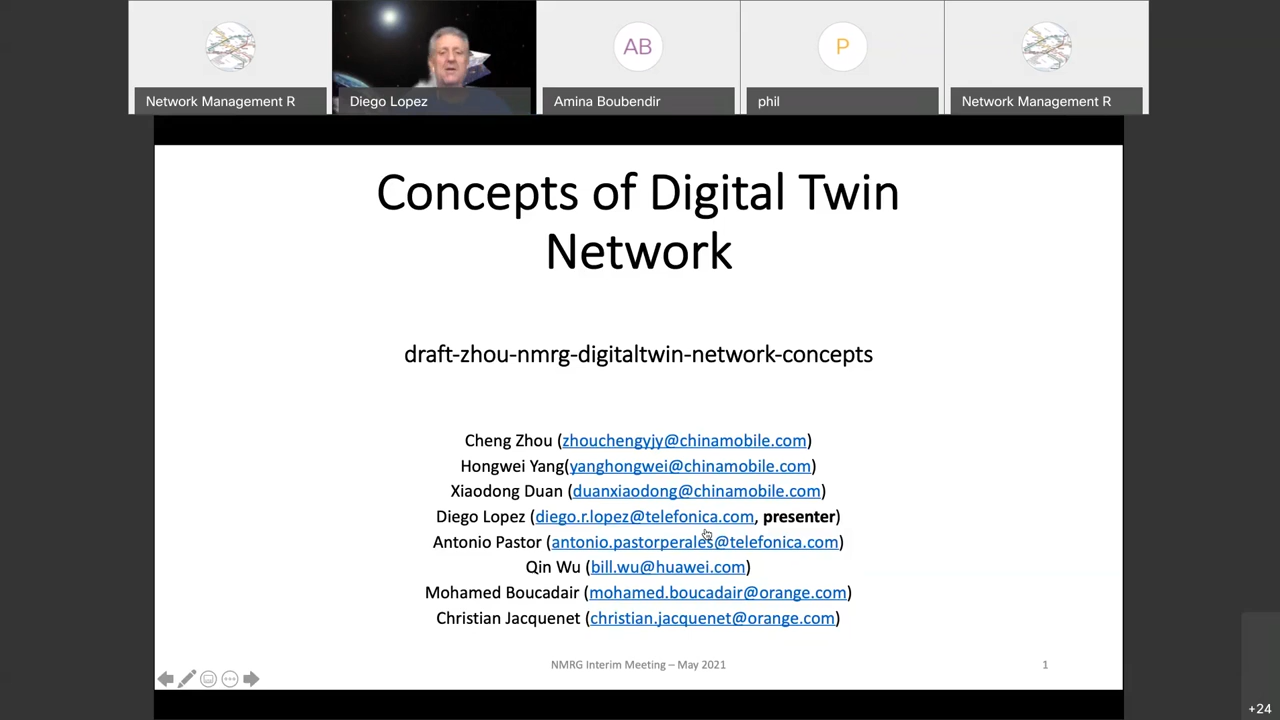 Network Management R
Diego Lopez
AB
Amina Boubendir
P
phil
Network Management R
Concepts of Digital Twin
Network
draft-zhou-nmrg-digitaltwin-network-concepts
Cheng Zhou (zhouchengyjy@chinamobile.com)
Hongwei Yang(yanghongwei@chinamobile.com)
Xiaodong Duan (duanxiaodong@chinamobile.com)
Diego Lopez (diego.r.lopez@telefonica.com, presenter)
Antonio Pastor (antonio.pastorperales@telefonica.com)
Qin Wu (bill.wu@huawei.com)
Mohamed Boucadair (mohamed.boucadair@orange.com)
Christian Jacquenet (christian.jacquenet@orange.com)
NMRG Interim Meeting – May 2021
1
+24